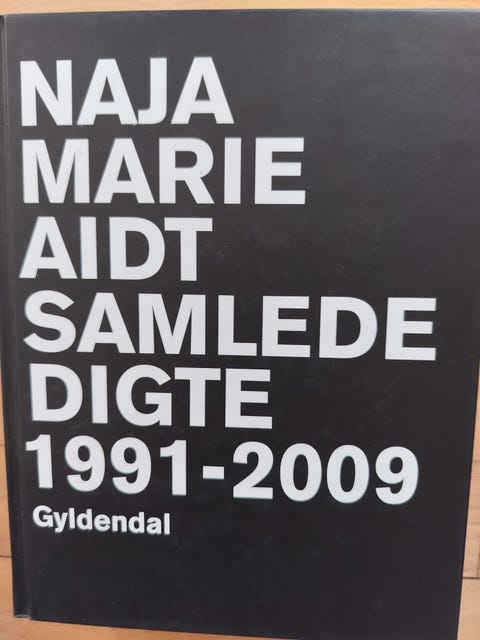 NAJA
MARIE
AIDT
SAMLEDE
DIGTE
1991-2009
Gyldendal